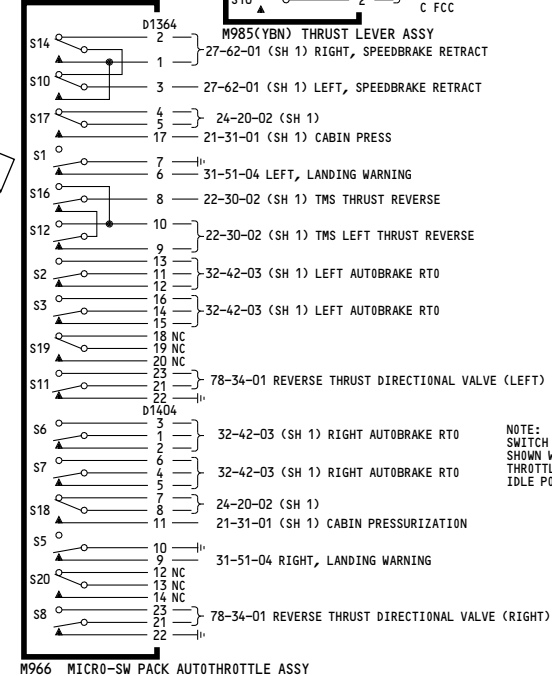 S10 2 C FCC
M985(YBN) THRUST LEVER ASSY
D1364
S14 2
1 27-62-01 (SH 1) RIGHT, SPEEDBRAKE RETRACT
S10
3 27-62-01 (SH 1) LEFT, SPEEDBRAKE RETRACT
S17 4
5 24-20-02 (SH 1)
17 21-31-01 (SH 1) CABIN PRESS
S1
7
6 31-51-04 LEFT, LANDING WARNING
S16
8 22-30-02 (SH 1) TMS THRUST REVERSE
S12 10
22-30-02 (SH 1) TMS LEFT THRUST REVERSE
9
13
S2 11 32-42-03 (SH 1) LEFT AUTOBRAKE RTO
12
16
S3 14 32-42-03 (SH 1) LEFT AUTOBRAKE RTO
15
18 NC
S19 19 NC
20 NC
23
S11 21 78-34-01 REVERSE THRUST DIRECTIONAL VALVE (LEFT)
22
D1404
3
S6 1 32-42-03 (SH 1) RIGHT AUTOBRAKE RTO
2
6
S7 4 32-42-03 (SH 1) RIGHT AUTOBRAKE RTO
5
7
S18 8 24-20-02 (SH 1)
11 21-31-01 (SH 1) CABIN PRESSURIZATION
S5
10
9 31-51-04 RIGHT, LANDING WARNING
12 NC
S20 13 NC
14 NC
23
S8 21 78-34-01 REVERSE THRUST DIRECTIONAL VALVE (RIGHT)
22
M966 MICRO-SW PACK AUTOTHROTTLE ASSY
NOTE:
SWITCH
SHOWN W
THROTTL
IDLE PO